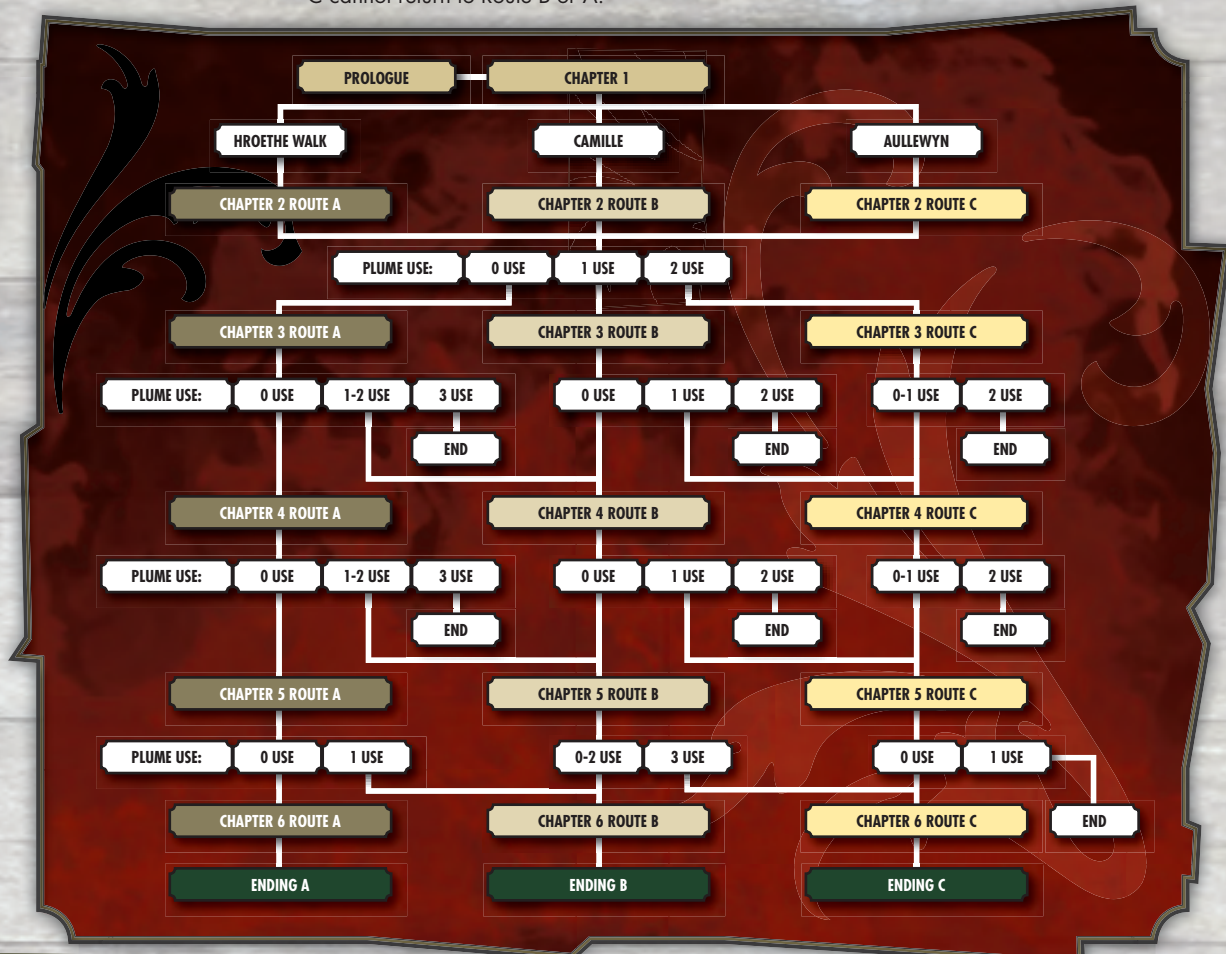 C cannot return to Route B or A.
PROLOGUE
CHAPTER 1
HROETHE WALK
CAMILLE
AULLEWYN
CHAPTER 2 ROUTE A
CHAPTER 2 ROUTE B
CHAPTER 2 ROUTE C
PLUME USE:
0 USE
1 USE
2 USE
CHAPTER 3 ROUTE A
CHAPTER 3 ROUTE B
CHAPTER 3 ROUTE C
PLUME USE:
0 USE
1-2 USE
3 USE
0 USE
1 USE
2 USE
0-1 USE
2 USE
END
END
END
CHAPTER 4 ROUTE A
CHAPTER 4 ROUTE B
CHAPTER 4 ROUTE C
PLUME USE:
0 USE
1-2 USE
3 USE
0 USE
1 USE
2 USE
0-1 USE
2 USE
END
END
END
CHAPTER 5 ROUTE A
CHAPTER 5 ROUTE B
CHAPTER 5 ROUTE C
PLUME USE:
0 USE
1 USE
0-2 USE
3 USE
0 USE
1 USE
CHAPTER 6 ROUTE A
CHAPTER 6 ROUTE B
CHAPTER 6 ROUTE C
END
ENDING A
ENDING B
ENDING C